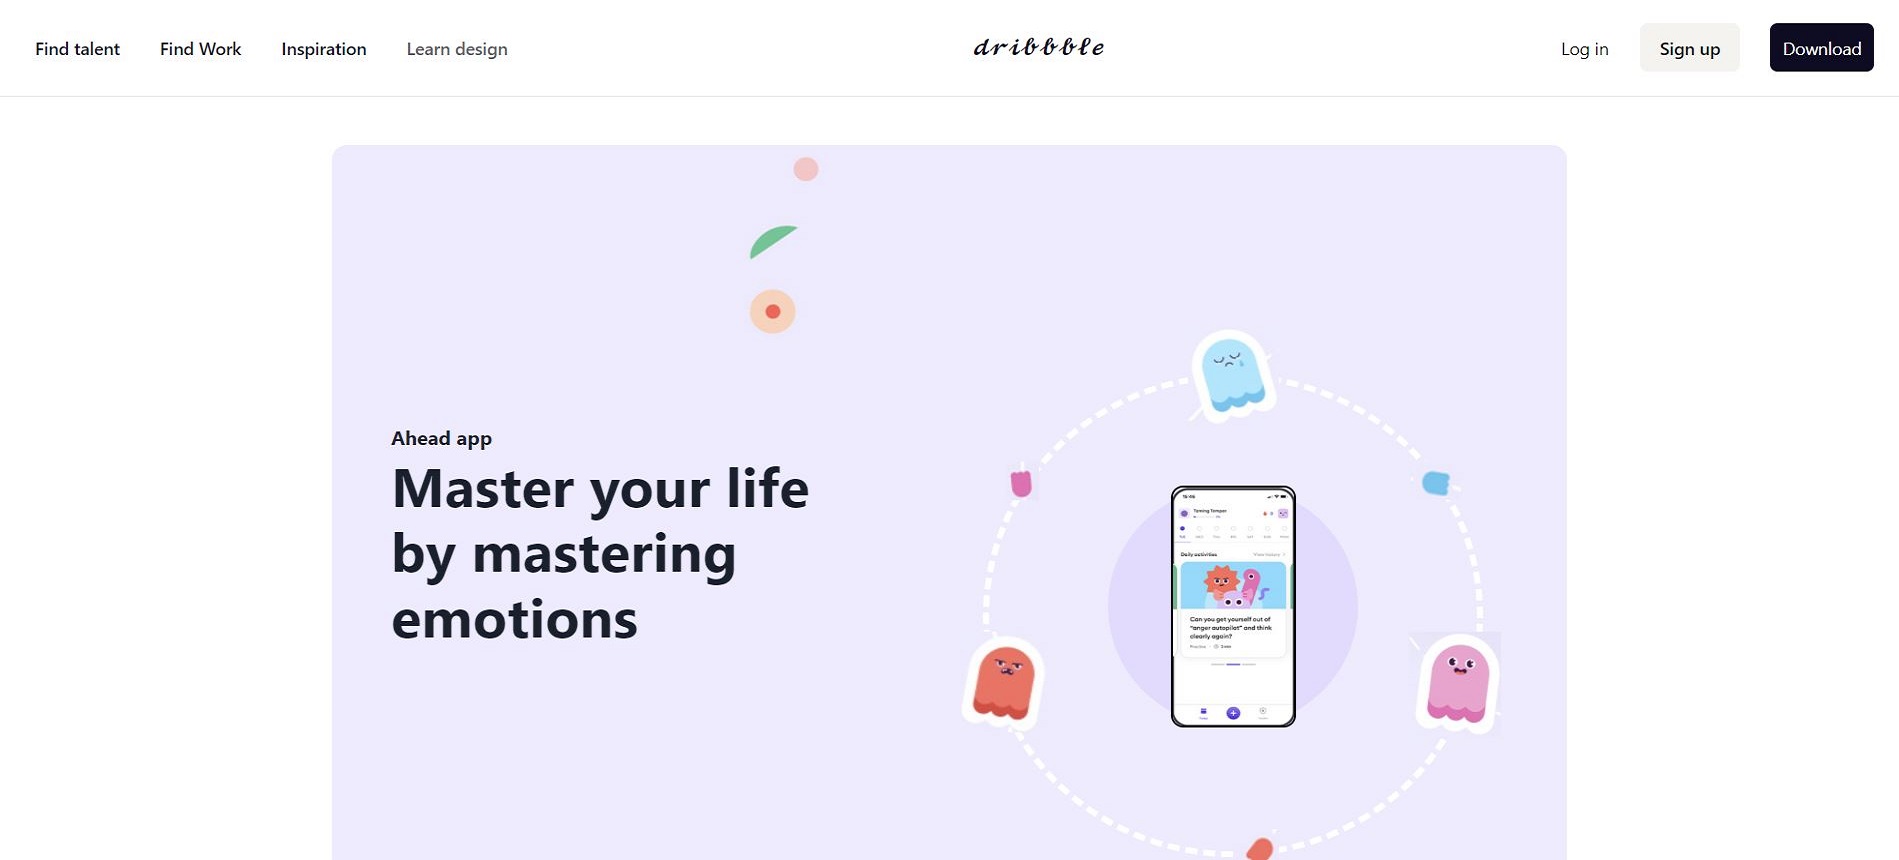 Find talent
Find Work
Inspiration
Learn design
dribbble
Log in
Sign up
Download
Ahead app
Master your life
by mastering
emotions
Taming Temper
Daily activities
View history
Can you get yourself out of
"anger autopilot" and think
clearly again?
Practice